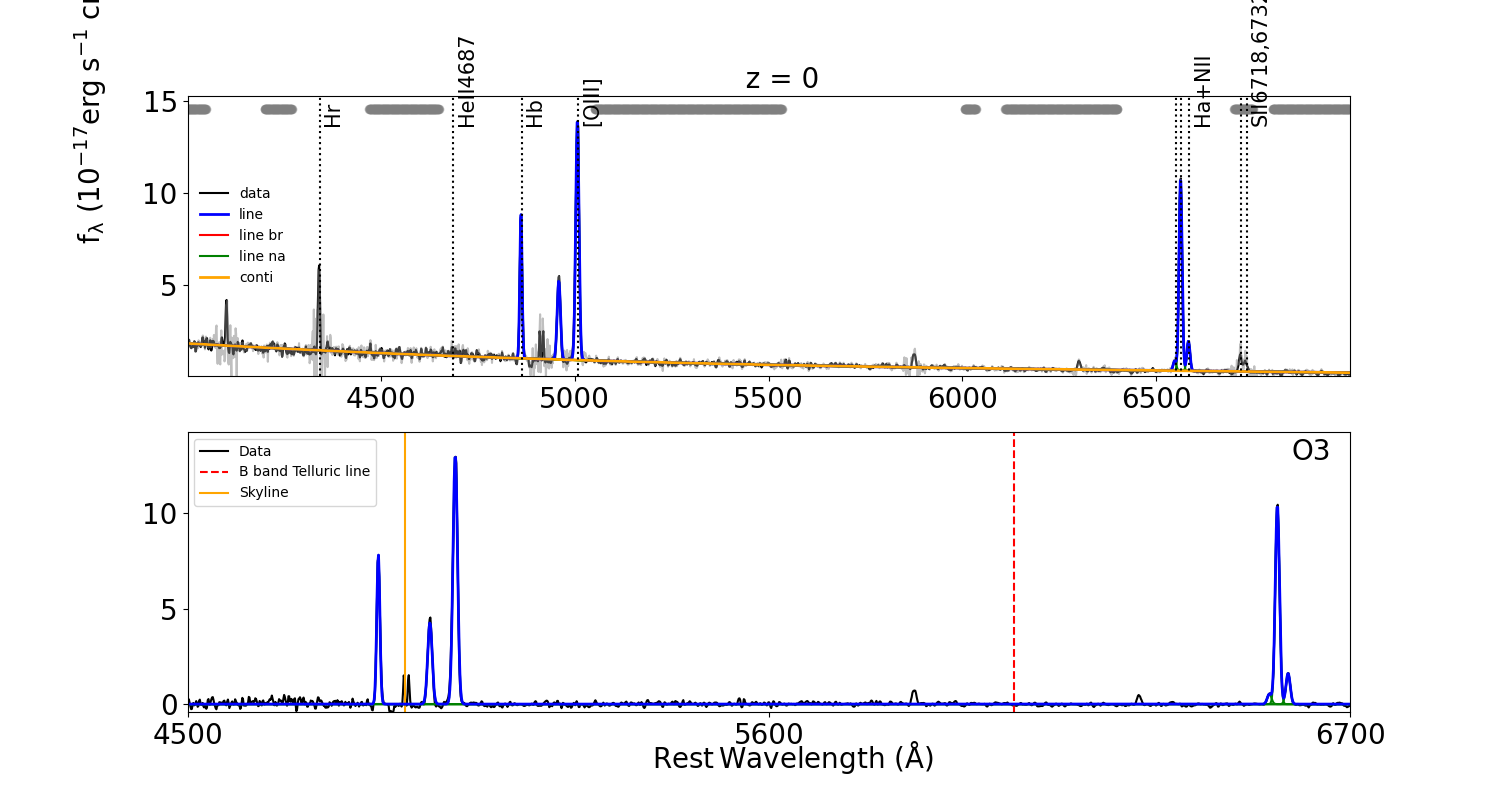 z = 0
Hr
HeII4687
Hb
[OIII]
Ha+NII
SII6718,6732
f_λ (10^−17 erg s^−1
15
10
5
data
line
line br
line na
conti
4500
5000
5500
6000
6500
Data
B band Telluric line
Skyline
O3
10
5
0
4500
5600
6700
Rest Wavelength (Å)